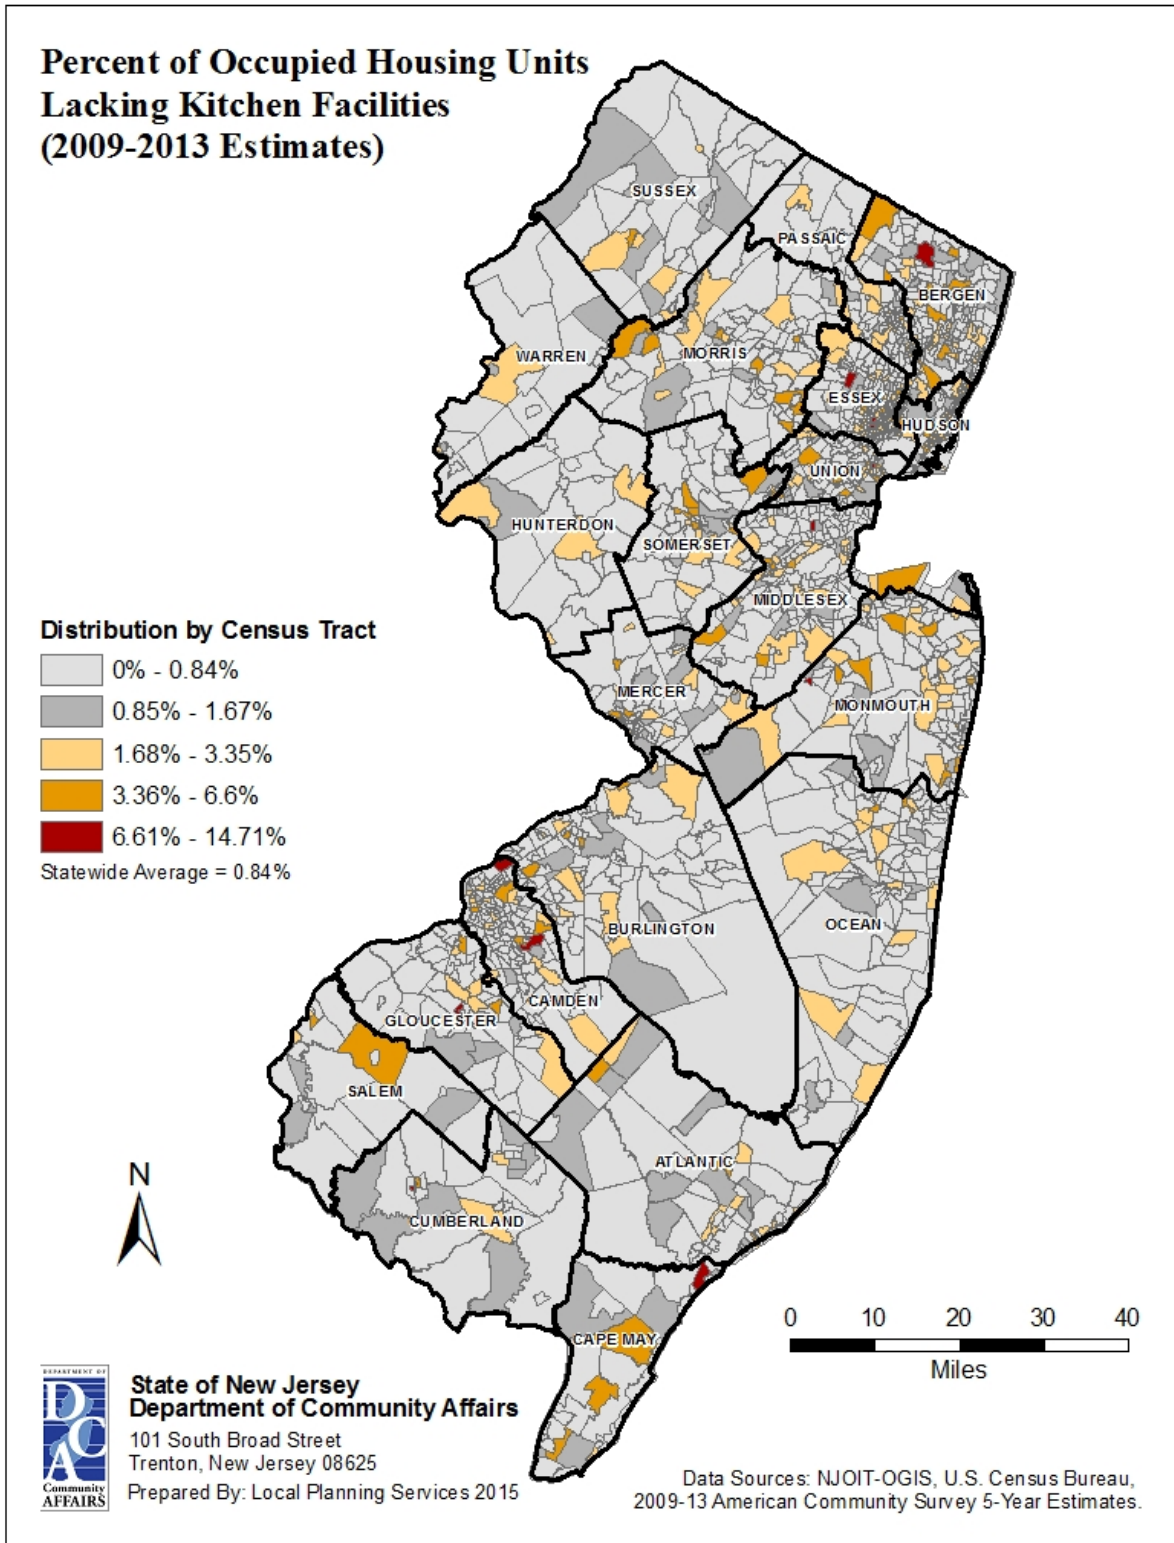 Percent of Occupied Housing Units
Lacking Kitchen Facilities
(2009-2013 Estimates)
SUSSEX
PASSAIC
BERGEN
WARREN
MORRIS
ESSEX
HUDSON
UNION
HUNTERDON
SOMERSET
MIDDLESEX
MERCER
MONMOUTH
Distribution by Census Tract
0% - 0.84%
0.85% - 1.67%
1.68% - 3.35%
3.36% - 6.6%
6.61% - 14.71%
Statewide Average = 0.84%
BURLINGTON
OCEAN
CAMDEN
GLOUCESTER
SALEM
ATLANTIC
CUMBERLAND
CAPE MAY
N
0 10 20 30 40
Miles
DEPARTMENT OF
DCA
Community
AFFAIRS
State of New Jersey
Department of Community Affairs
101 South Broad Street
Trenton, New Jersey 08625
Prepared By: Local Planning Services 2015
Data Sources: NJOIT-OGIS, U.S. Census Bureau,
2009-13 American Community Survey 5-Year Estimates.